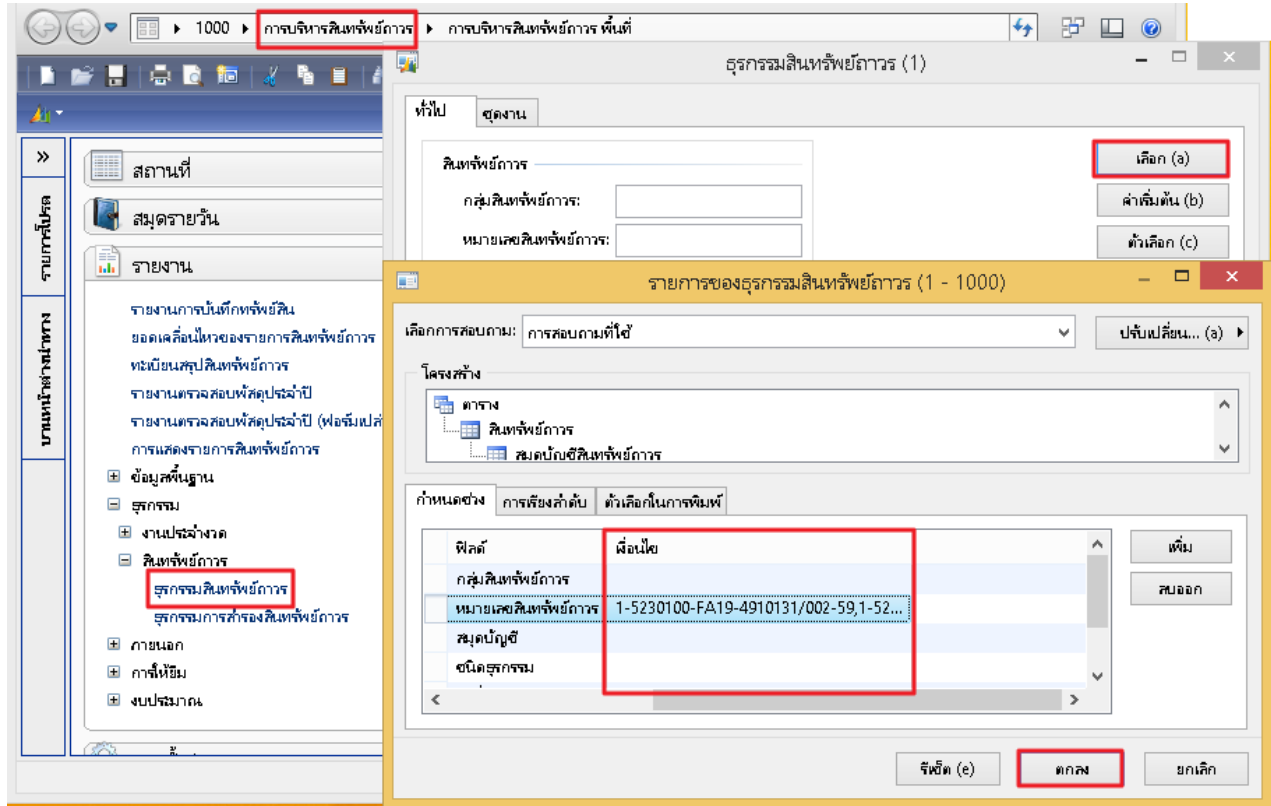 1000 การบริหารสินทรัพย์ถาวร การบริหารสินทรัพย์ถาวร พื้นที่
รายการโปรด
บานหน้าต่างนำทาง
สถานที่
สมุดรายวัน
รายงาน
รายงานการบันทึกทรัพย์สิน
ยอดเคลื่อนไหวของรายการสินทรัพย์ถาวร
ทะเบียนสรุปสินทรัพย์ถาวร
รายงานตรวจสอบพัสดุประจำปี
รายงานตรวจสอบพัสดุประจำปี (ฟอร์มเปล่
การแสดงรายการสินทรัพย์ถาวร
ข้อมูลพื้นฐาน
ธุรกรรม
งานประจำงวด
สินทรัพย์ถาวร
ธุรกรรมสินทรัพย์ถาวร
ธุรกรรมการสำรองสินทรัพย์ถาวร
ภายนอก
การให้ยืม
งบประมาณ
ธุรกรรมสินทรัพย์ถาวร (1)
ทั่วไป ชุดงาน
สินทรัพย์ถาวร
กลุ่มสินทรัพย์ถาวร:
หมายเลขสินทรัพย์ถาวร:
เลือก (a)
ค่าเริ่มต้น (b)
ตัวเลือก (c)
รายการของธุรกรรมสินทรัพย์ถาวร (1 - 1000)
เลือกการสอบถาม: การสอบถามที่ใช้ ปรับเปลี่ยน... (a)
โครงสร้าง
ตาราง
สินทรัพย์ถาวร
สมุดบัญชีสินทรัพย์ถาวร
กำหนดช่วง การเรียงลำดับ ตัวเลือกในการพิมพ์
ฟิลด์ เงื่อนไข
กลุ่มสินทรัพย์ถาวร
หมายเลขสินทรัพย์ถาวร 1-5230100-FA19-4910131/002-59,1-52...
สมุดบัญชี
ชนิดธุรกรรม
เพิ่ม
ลบออก
รีเซ็ต (e) ตกลง ยกเลิก